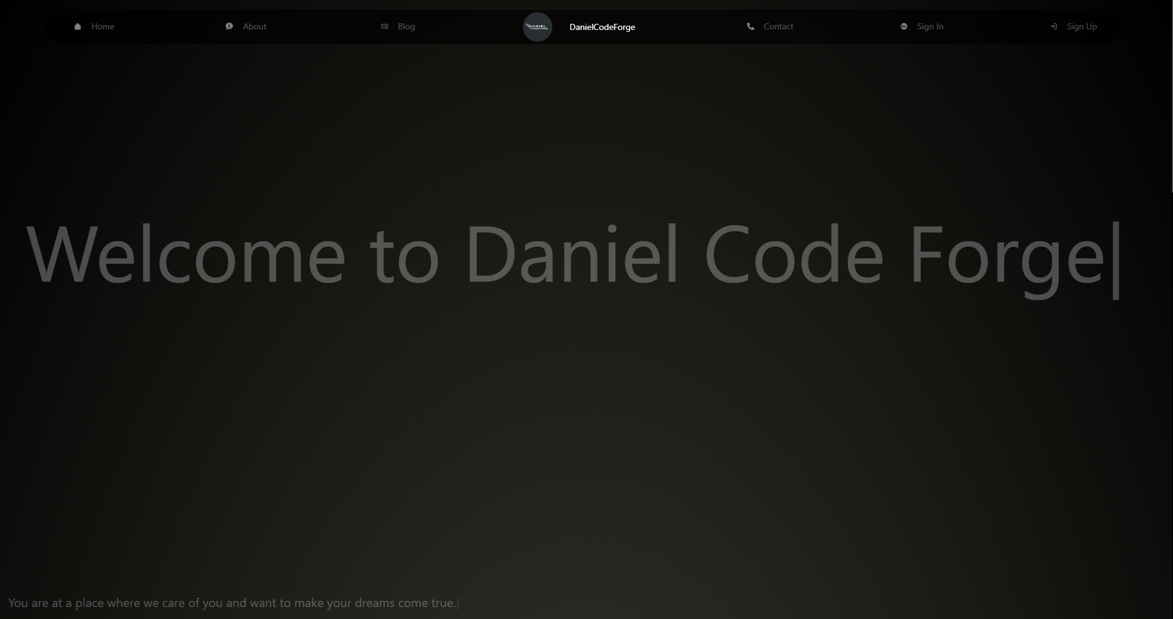 Home About Blog DanielCodeForge Contact Sign In Sign Up
Welcome to Daniel Code Forge
You are at a place where we care of you and want to make your dreams come true.